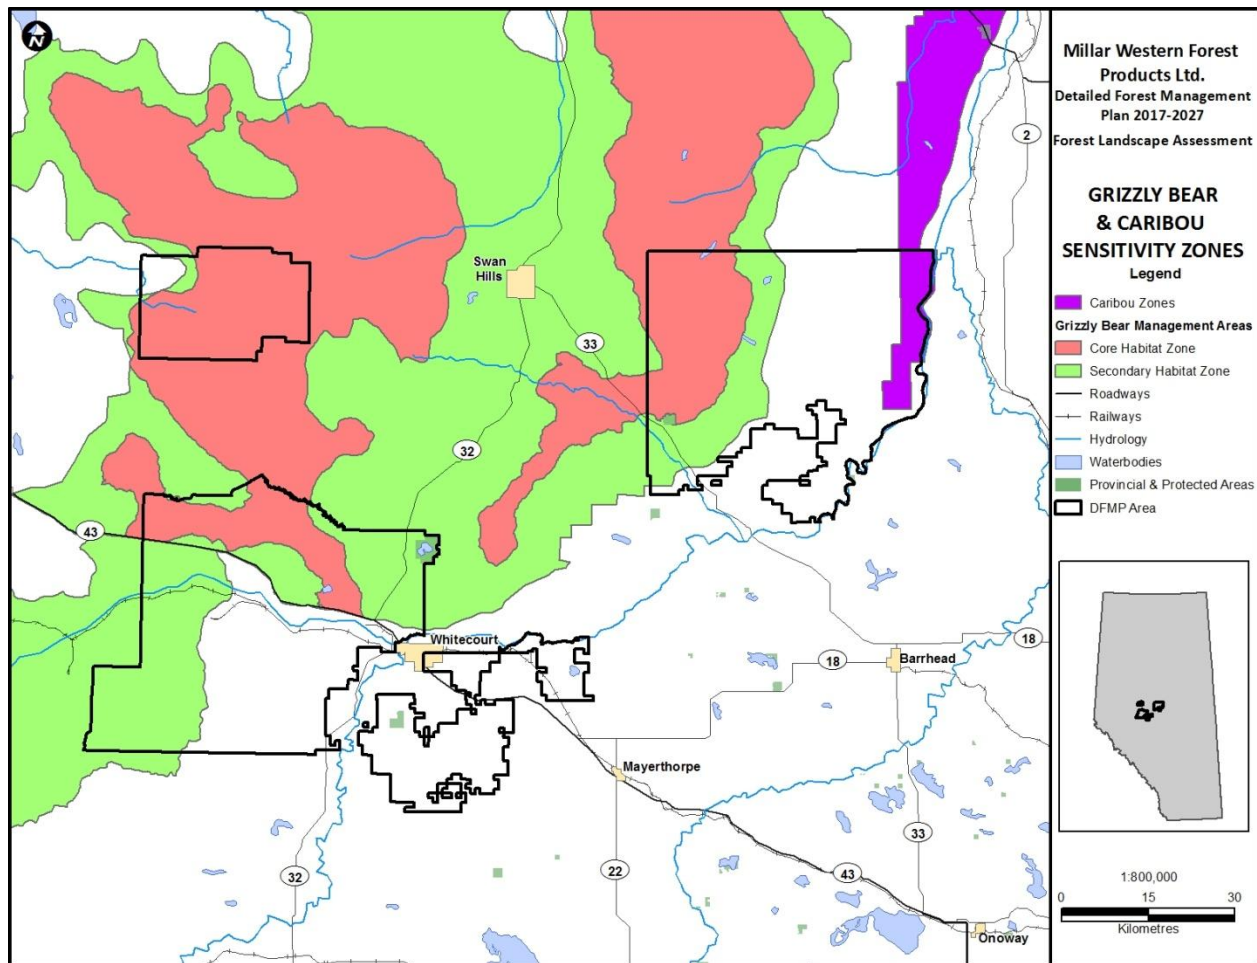 N
Swan
Hills
33
2
32
43
Whitecourt
18
18
Barrhead
Mayerthorpe
33
32
22
43
Onoway
Millar Western Forest
Products Ltd.
Detailed Forest Management
Plan 2017-2027
Forest Landscape Assessment
GRIZZLY BEAR
& CARIBOU
SENSITIVITY ZONES
Legend
Caribou Zones
Grizzly Bear Management Areas
Core Habitat Zone
Secondary Habitat Zone
Roadways
Railways
Hydrology
Waterbodies
Provincial & Protected Areas
DFMP Area
1:800,000
0 15 30
Kilometres